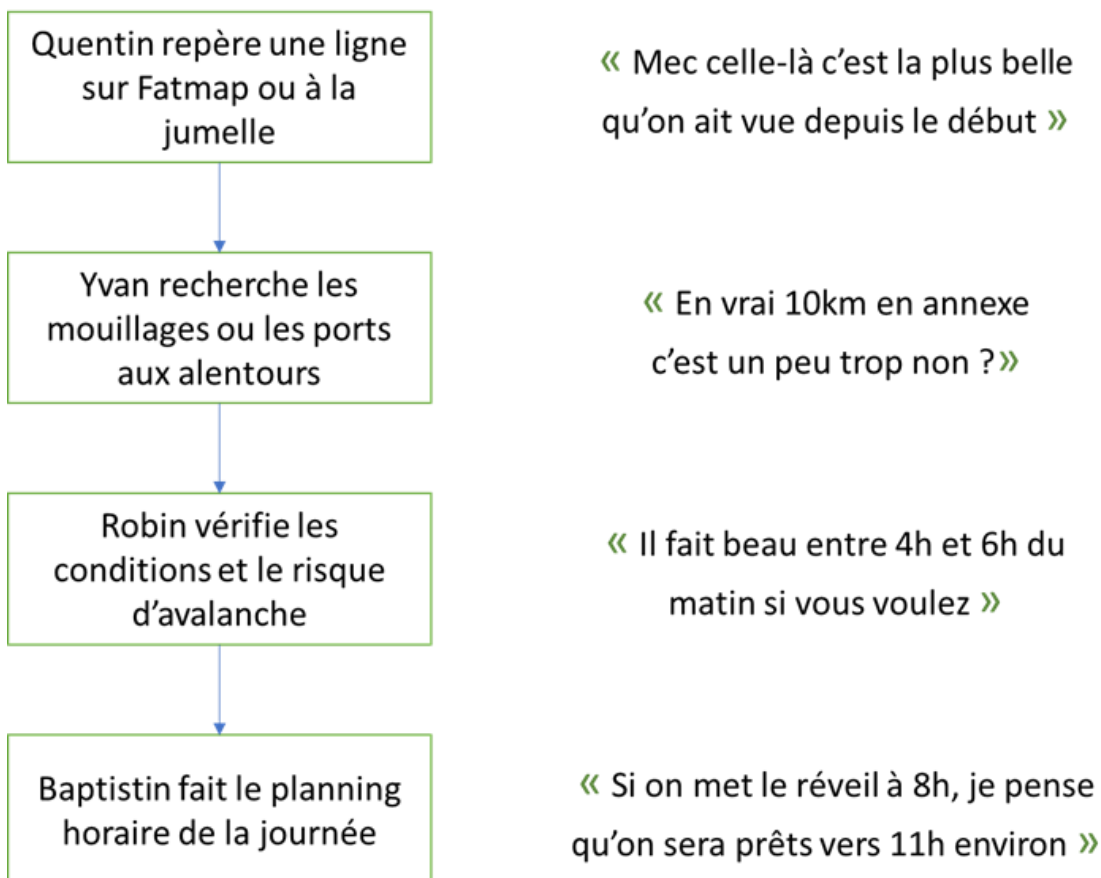 Quentin repère une ligne
sur Fatmap ou à la
jumelle
« Mec celle-là c'est la plus belle
qu'on ait vue depuis le début »
Yvan recherche les
mouillages ou les ports
aux alentours
« En vrai 10km en annexe
c'est un peu trop non ?»
Robin vérifie les
conditions et le risque
d'avalanche
« Il fait beau entre 4h et 6h du
matin si vous voulez »
Baptistin fait le planning
horaire de la journée
« Si on met le réveil à 8h, je pense
qu'on sera prêts vers 11h environ »